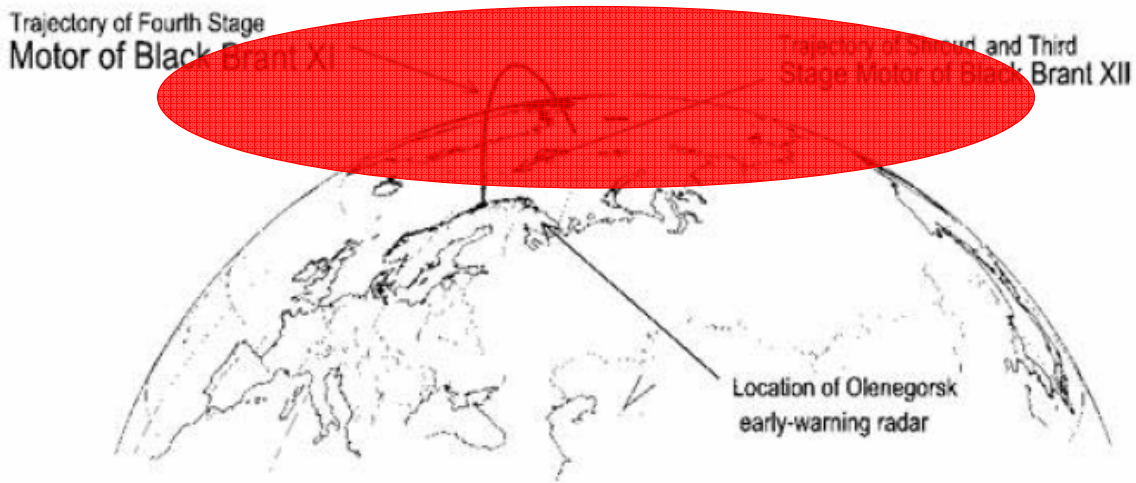 Trajectory of Fourth Stage
Motor of Black Brant XI
Trajectory of Shroud and Third
Stage Motor of Black Brant XII
Location of Olenegorsk
early-warning radar